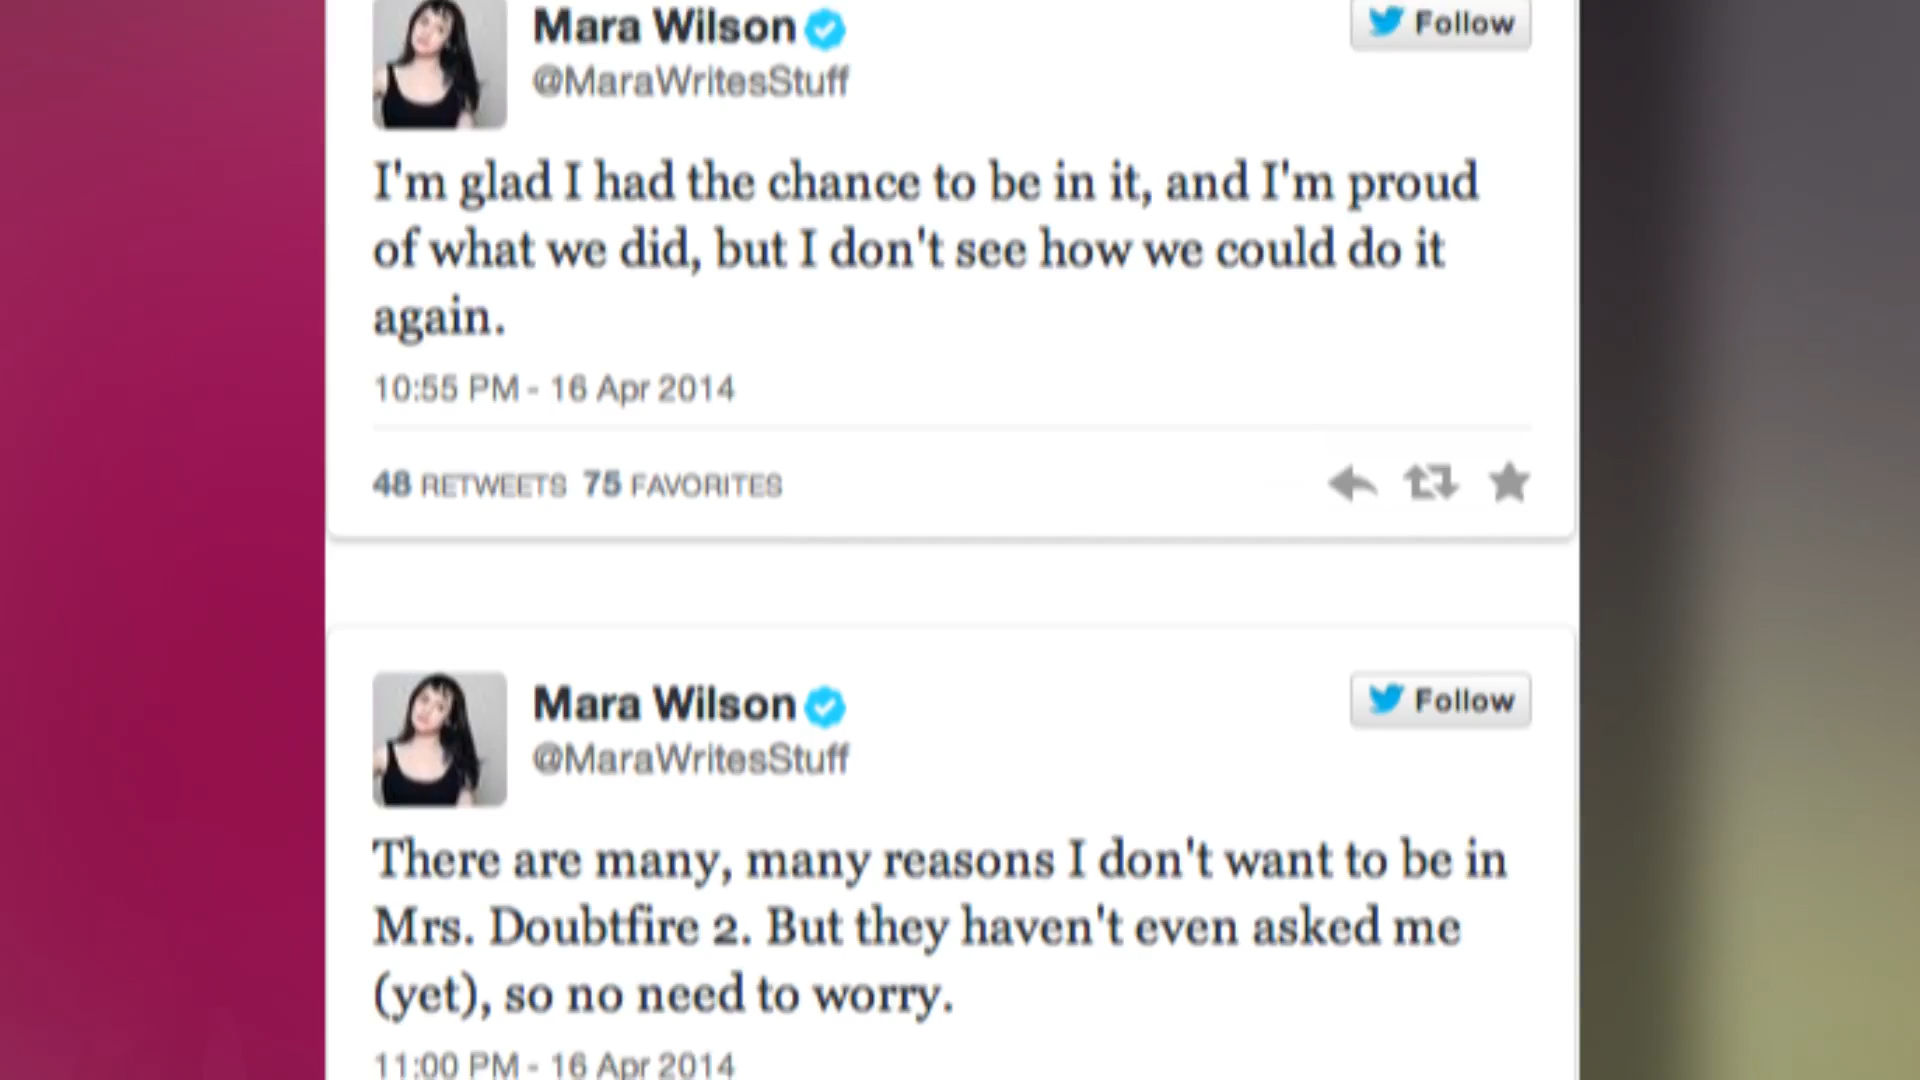 Mara Wilson
Follow
@MaraWritesStuff
I'm glad I had the chance to be in it, and I'm proud
of what we did, but I don't see how we could do it
again.
10:55 PM - 16 Apr 2014
48 RETWEETS 75 FAVORITES
Mara Wilson
Follow
@MaraWritesStuff
There are many, many reasons I don't want to be in
Mrs. Doubtfire 2. But they haven't even asked me
(yet), so no need to worry.
11:00 PM - 16 Apr 2014